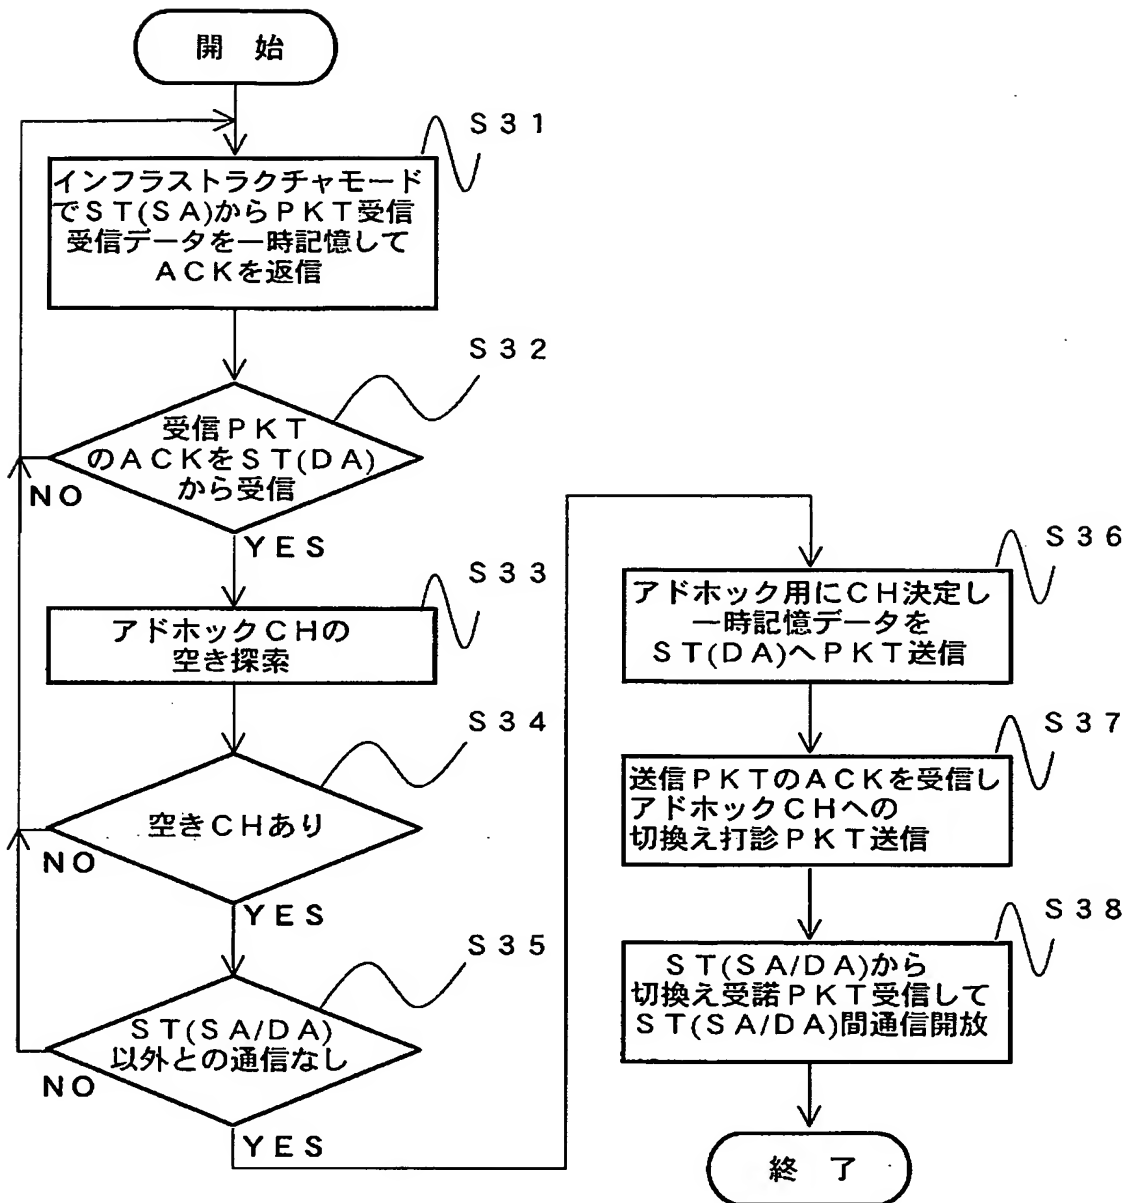 開 始
S31
インフラストラクチャモード
でST(SA)からPKT受信
受信データを一時記憶して
ACKを返信
S32
受信PKT
のACKをST(DA)
から受信
NO
YES
S33
アドホックCHの
空き探索
S34
空きCHあり
NO
YES
S35
ST(SA/DA)
以外との通信なし
NO
YES
S36
アドホック用にCH決定し
一時記憶データを
ST(DA)へPKT送信
S37
送信PKTのACKを受信し
アドホックCHへの
切換え打診PKT送信
S38
ST(SA/DA)から
切換え受諾PKT受信して
ST(SA/DA)間通信開放
終 了